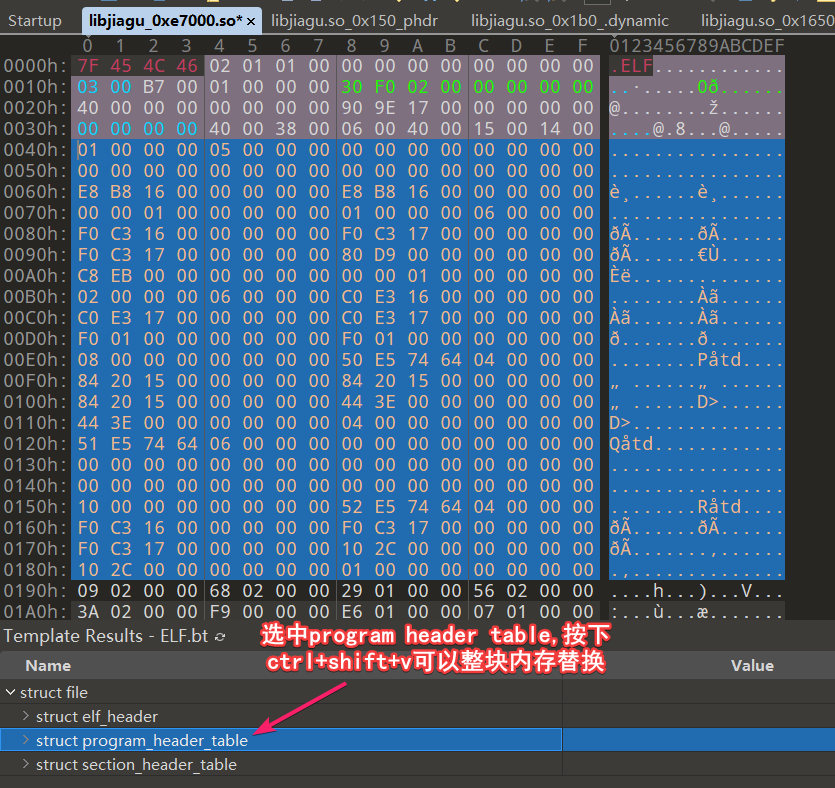 Startup libjiagu_0xe7000.so* × libjiagu.so_0x150_phdr libjiagu.so_0x1b0_.dynamic libjiagu.so_0x1650
0 1 2 3 4 5 6 7 8 9 A B C D E F 0123456789ABCDEF
0000h: 7F 45 4C 46 02 01 01 00 00 00 00 00 00 00 00 00 .ELF............
0010h: 03 00 B7 00 01 00 00 00 30 F0 02 00 00 00 00 00 ..·.....0ð......
0020h: 40 00 00 00 00 00 00 00 90 9E 17 00 00 00 00 00 @........ž......
0030h: 00 00 00 00 40 00 38 00 06 00 40 00 15 00 14 00 ....@.8...@.....
0040h: 01 00 00 00 05 00 00 00 00 00 00 00 00 00 00 00 ................
0050h: 00 00 00 00 00 00 00 00 00 00 00 00 00 00 00 00 ................
0060h: E8 B8 16 00 00 00 00 00 E8 B8 16 00 00 00 00 00 è¸......è¸......
0070h: 00 00 01 00 00 00 00 00 01 00 00 00 06 00 00 00 ................
0080h: F0 C3 16 00 00 00 00 00 F0 C3 17 00 00 00 00 00 ðÃ......ðÃ......
0090h: F0 C3 17 00 00 00 00 00 80 D9 00 00 00 00 00 00 ðÃ......€Ù......
00A0h: C8 EB 00 00 00 00 00 00 00 00 01 00 00 00 00 00 Èë..............
00B0h: 02 00 00 00 06 00 00 00 C0 E3 16 00 00 00 00 00 ........Àã......
00C0h: C0 E3 17 00 00 00 00 00 C0 E3 17 00 00 00 00 00 Àã......Àã......
00D0h: F0 01 00 00 00 00 00 00 F0 01 00 00 00 00 00 00 ð.......ð.......
00E0h: 08 00 00 00 00 00 00 00 50 E5 74 64 04 00 00 00 ........Påtd....
00F0h: 84 20 15 00 00 00 00 00 84 20 15 00 00 00 00 00 „ ......„ ......
0100h: 84 20 15 00 00 00 00 00 44 3E 00 00 00 00 00 00 „ ......D>......
0110h: 44 3E 00 00 00 00 00 00 04 00 00 00 00 00 00 00 D>..............
0120h: 51 E5 74 64 06 00 00 00 00 00 00 00 00 00 00 00 Qåtd............
0130h: 00 00 00 00 00 00 00 00 00 00 00 00 00 00 00 00 ................
0140h: 00 00 00 00 00 00 00 00 00 00 00 00 00 00 00 00 ................
0150h: 10 00 00 00 00 00 00 00 52 E5 74 64 04 00 00 00 ........Råtd....
0160h: F0 C3 16 00 00 00 00 00 F0 C3 17 00 00 00 00 00 ðÃ......ðÃ......
0170h: F0 C3 17 00 00 00 00 00 10 2C 00 00 00 00 00 00 ðÃ.......,......
0180h: 10 2C 00 00 00 00 00 00 01 00 00 00 00 00 00 00 .,..............
0190h: 09 02 00 00 68 02 00 00 29 01 00 00 56 02 00 00 ....h...)...V...
01A0h: 3A 02 00 00 F9 00 00 00 E6 01 00 00 07 01 00 00 :...ù...æ.......
Template Results - ELF.bt
选中program header table,按下
ctrl+shift+v可以整块内存替换
Name Value
struct file
struct elf_header
struct program_header_table
struct section_header_table